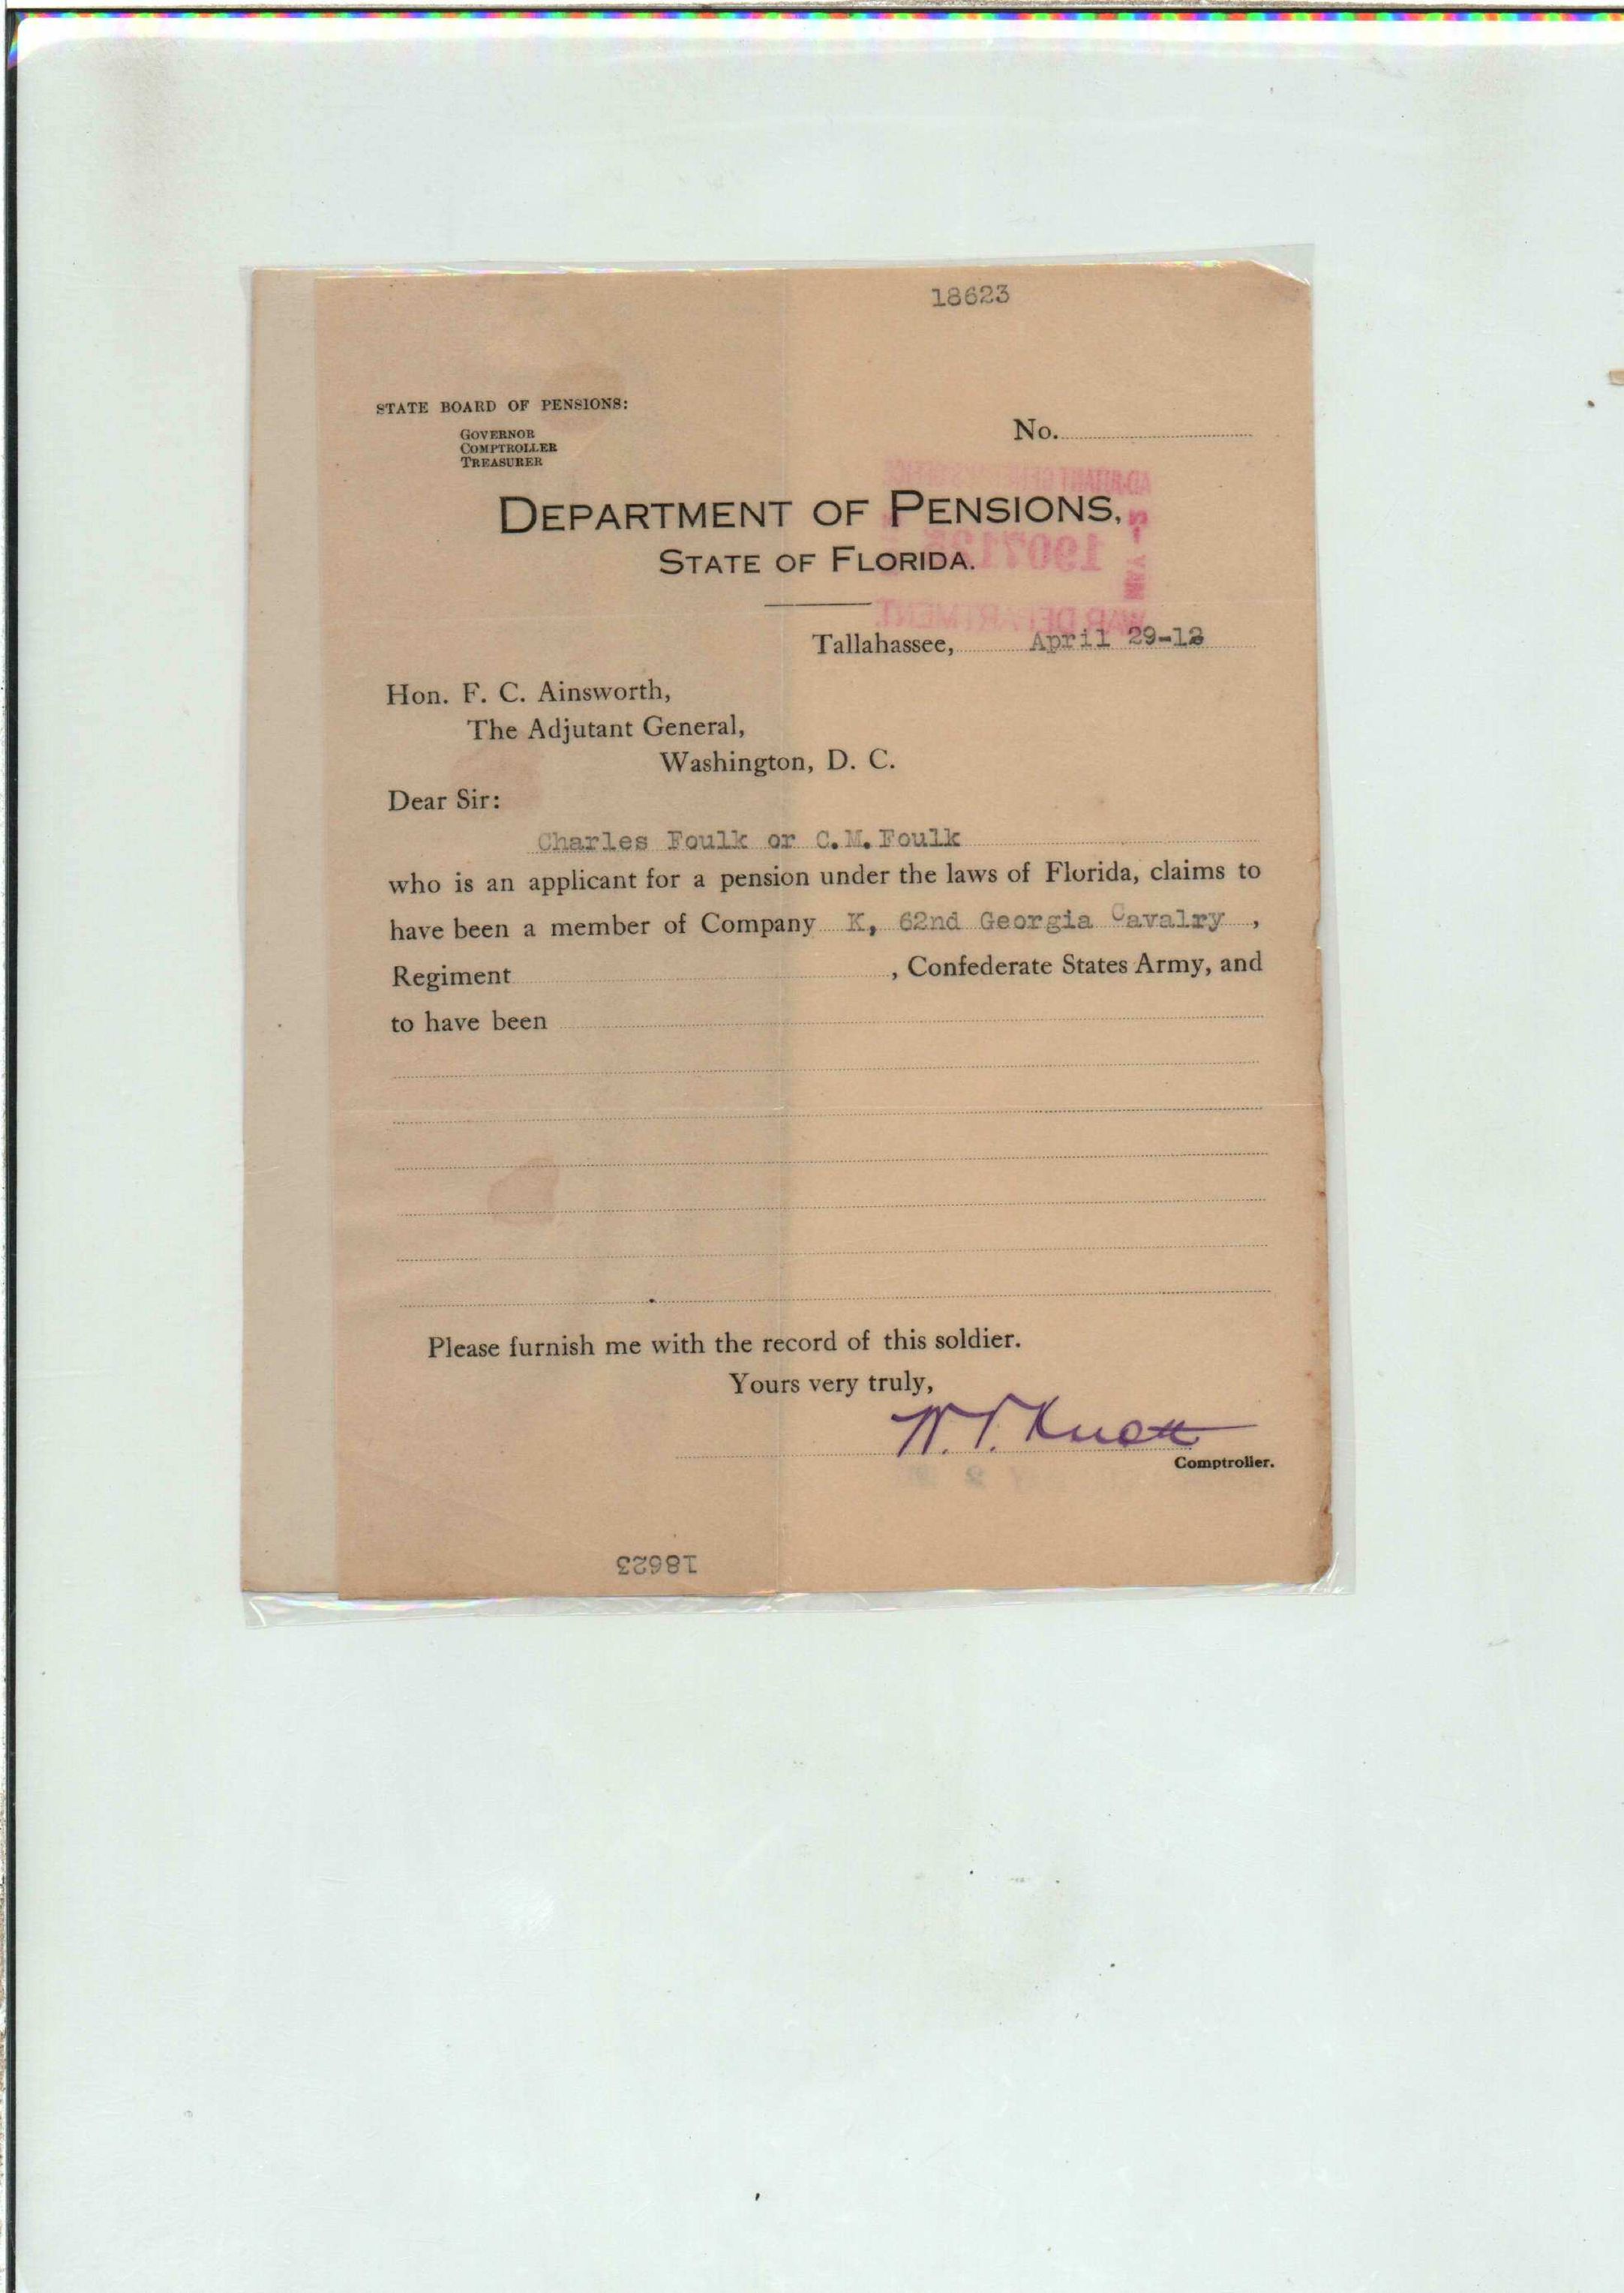 18623
STATE BOARD OF PENSIONS:
GOVERNOR
COMPTROLLER
TREASURER
No.
DEPARTMENT OF PENSIONS,
STATE OF FLORIDA.
WAR DEPARTMENT
Tallahassee, April 29-12
Hon. F. C. Ainsworth,
The Adjutant General,
Washington, D. C.
Dear Sir:
Charles Foulk or C.M.Foulk
who is an applicant for a pension under the laws of Florida, claims to
have been a member of Company K, 62nd Georgia Cavalry ,
Regiment , Confederate States Army, and
to have been
Please furnish me with the record of this soldier.
Yours very truly,
W.V. Knott
Comptroller.
18623